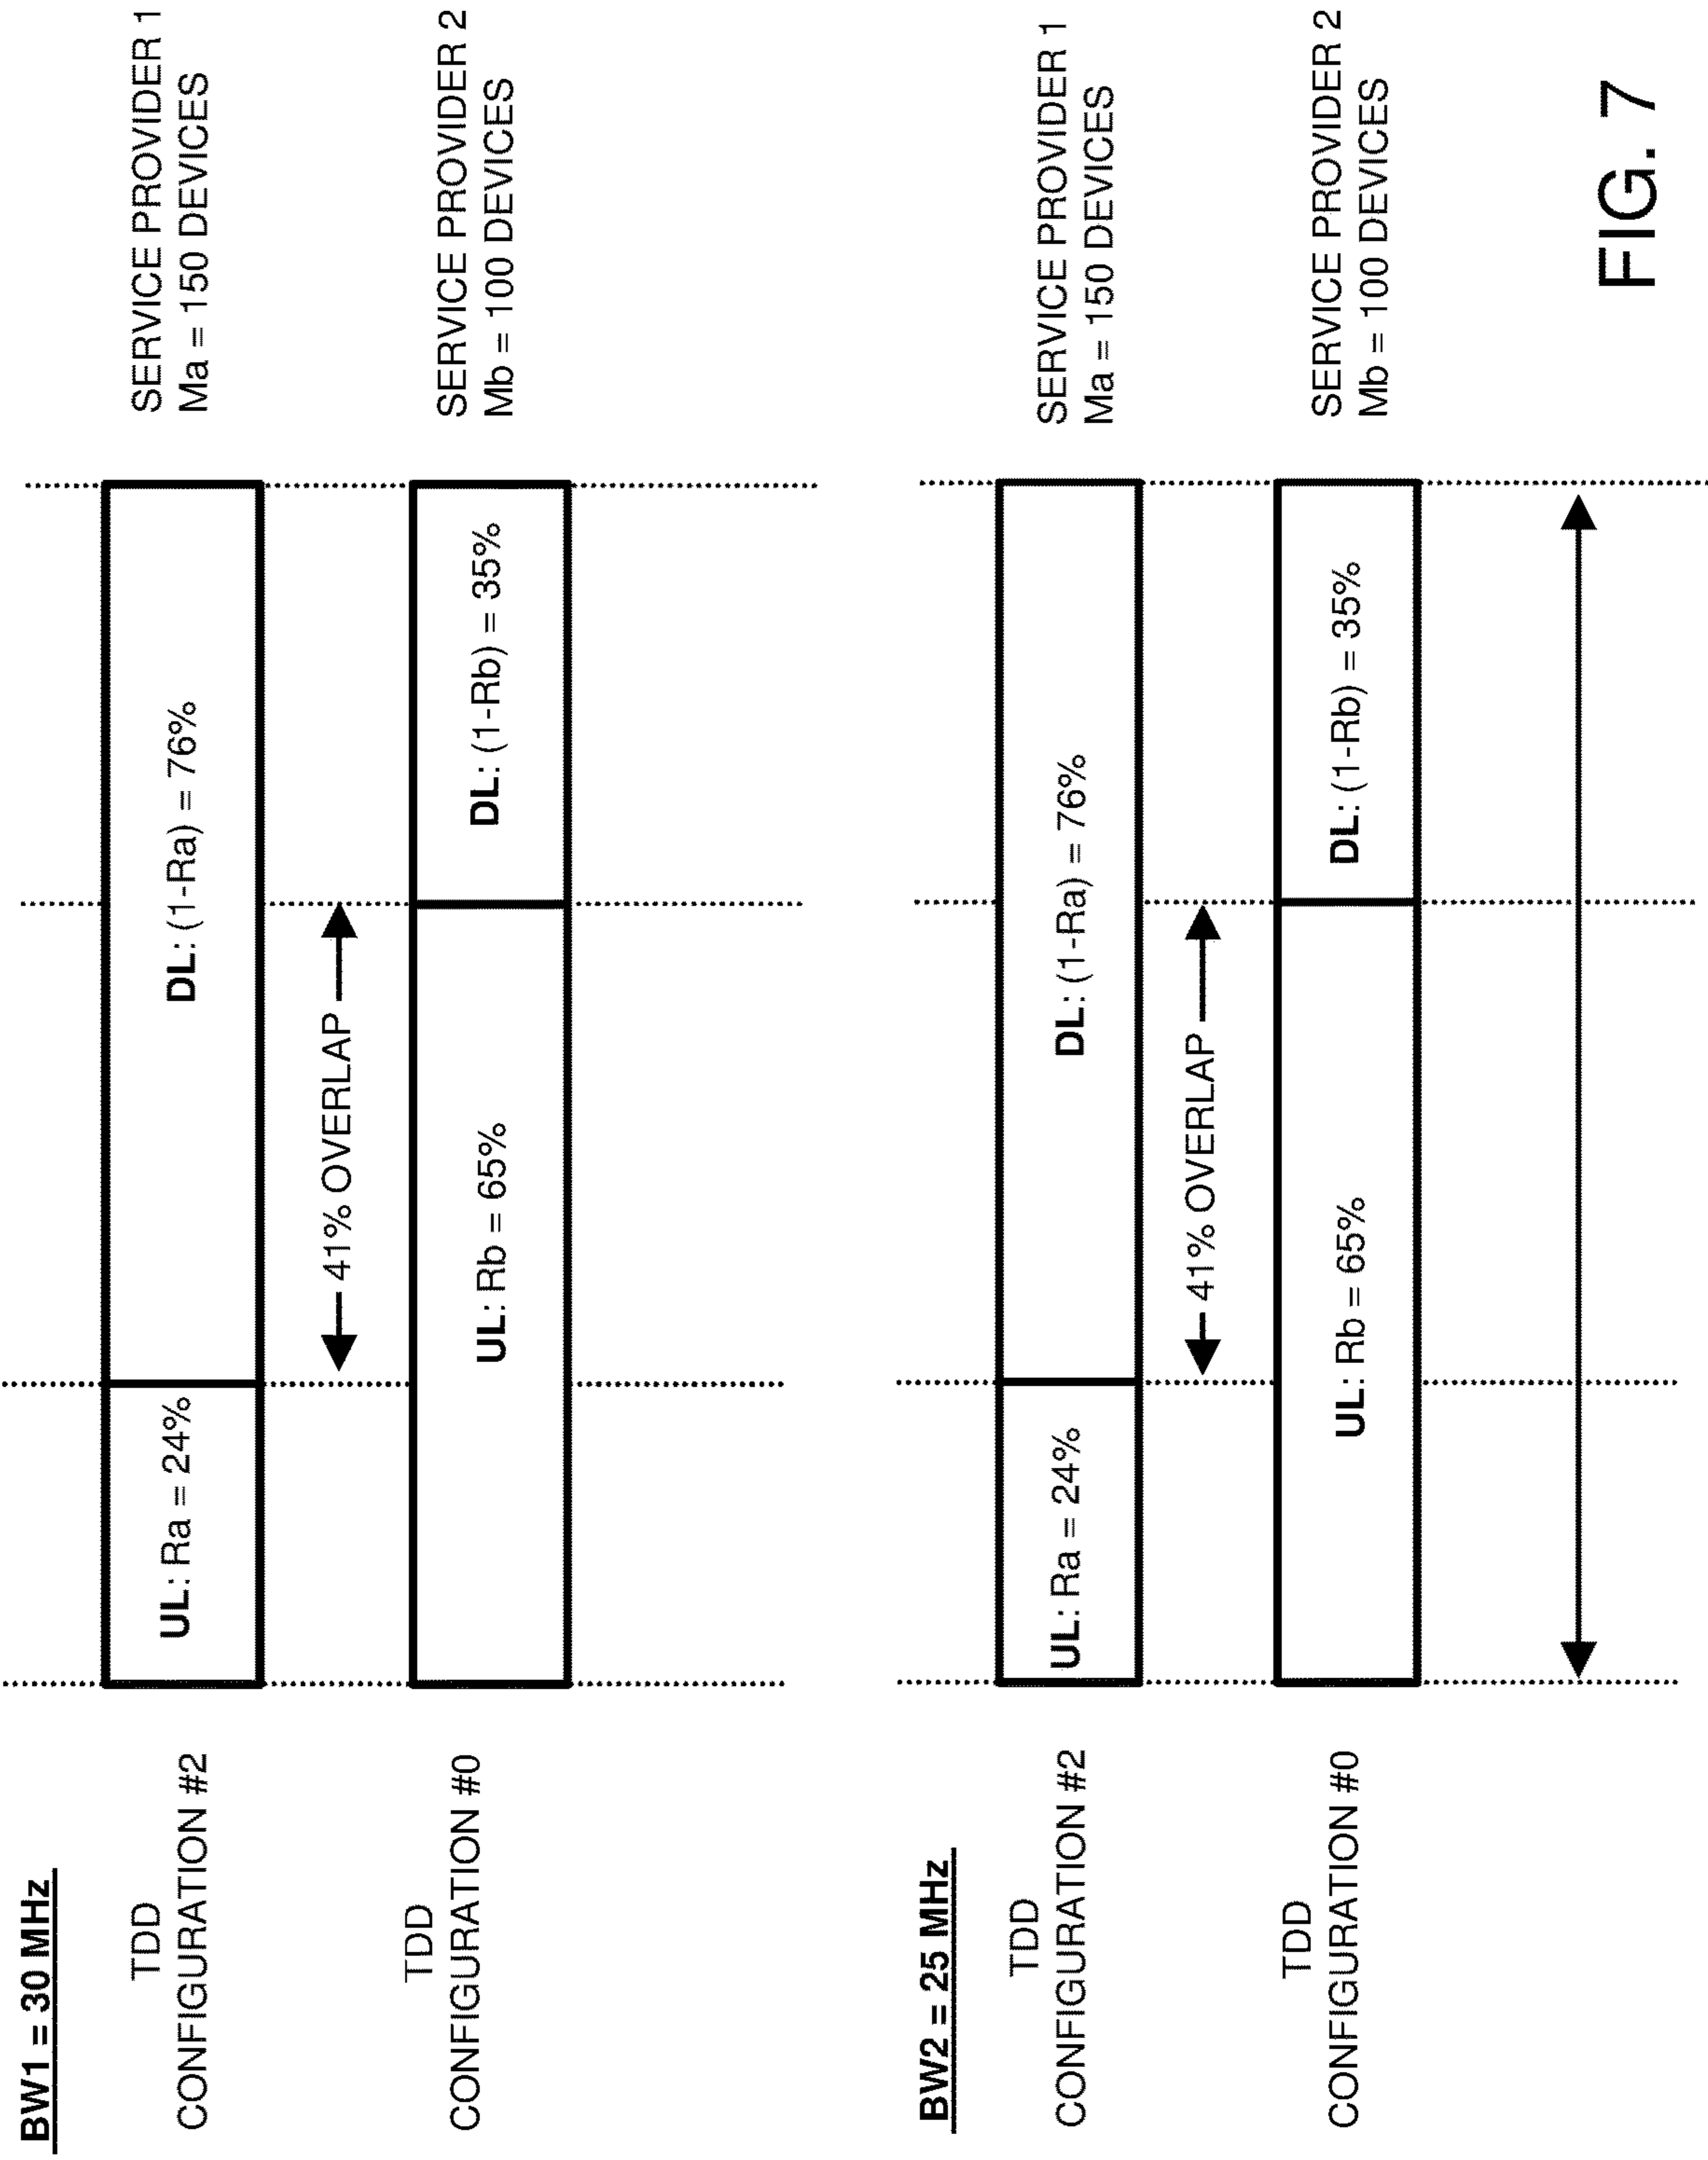 BW1 = 30 MHz
TDD
CONFIGURATION #2
UL: Ra = 24%
DL: (1-Ra) = 76%
SERVICE PROVIDER 1
Ma = 150 DEVICES
41% OVERLAP
TDD
CONFIGURATION #0
UL: Rb = 65%
DL: (1-Rb) = 35%
SERVICE PROVIDER 2
Mb = 100 DEVICES
BW2 = 25 MHz
TDD
CONFIGURATION #2
UL: Ra = 24%
DL: (1-Ra) = 76%
SERVICE PROVIDER 1
Ma = 150 DEVICES
41% OVERLAP
TDD
CONFIGURATION #0
UL: Rb = 65%
DL: (1-Rb) = 35%
SERVICE PROVIDER 2
Mb = 100 DEVICES
FIG. 7